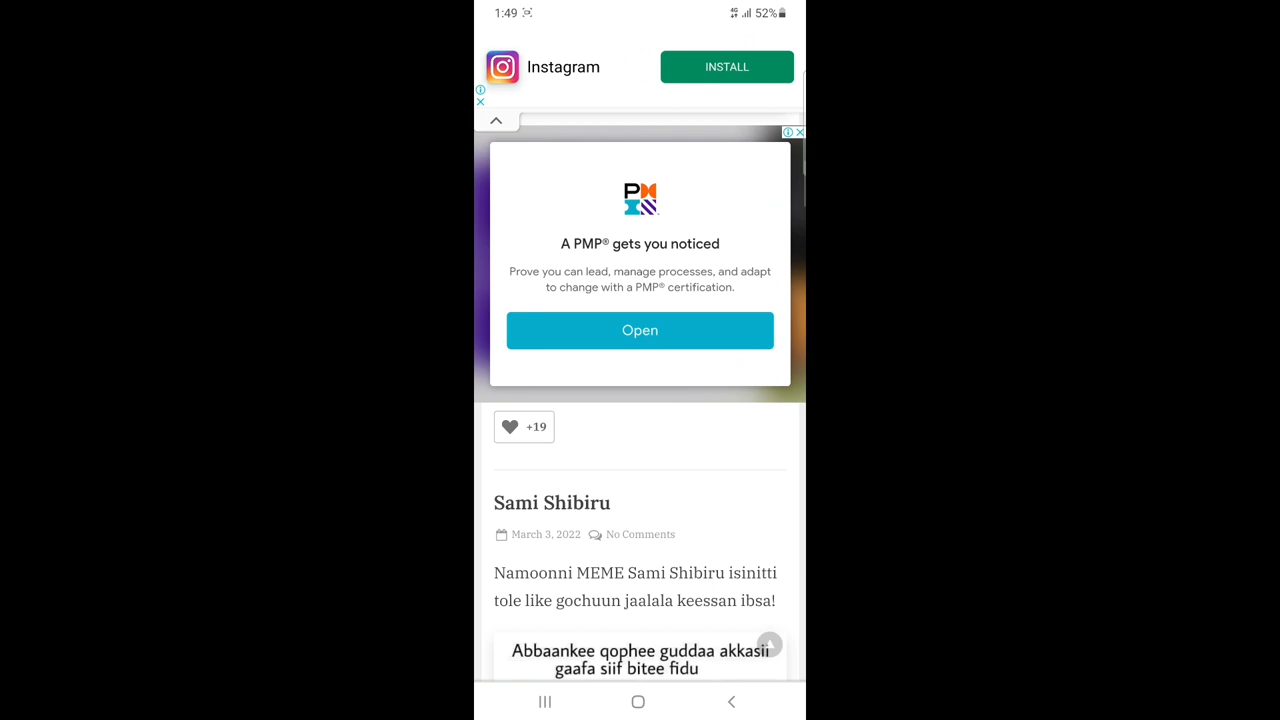 1:49 4G 52%
Instagram
INSTALL
A PMP® gets you noticed
Prove you can lead, manage processes, and adapt
to change with a PMP® certification.
Open
+19
Sami Shibiru
March 3, 2022 No Comments
Namoonni MEME Sami Shibiru isinitti
tole like gochuun jaalala keessan ibsa!
Abbaankee qophee guddaa akkasii
gaafa siif bitee fidu